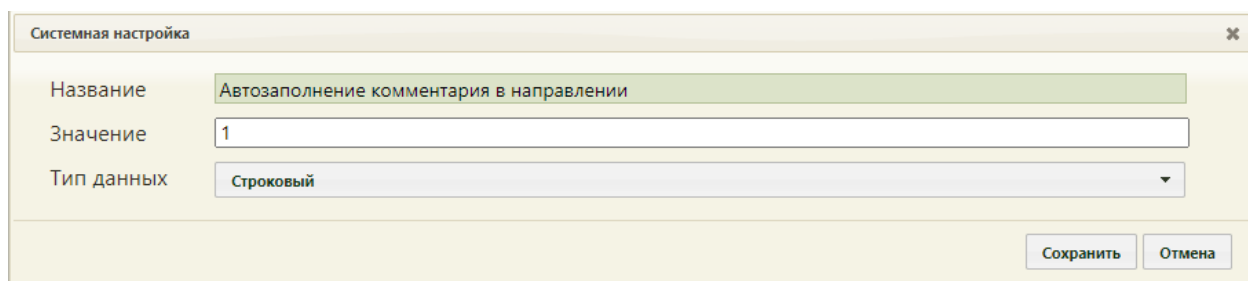 Системная настройка
Название Автозаполнение комментария в направлении
Значение 1
Тип данных Строковый
Сохранить Отмена